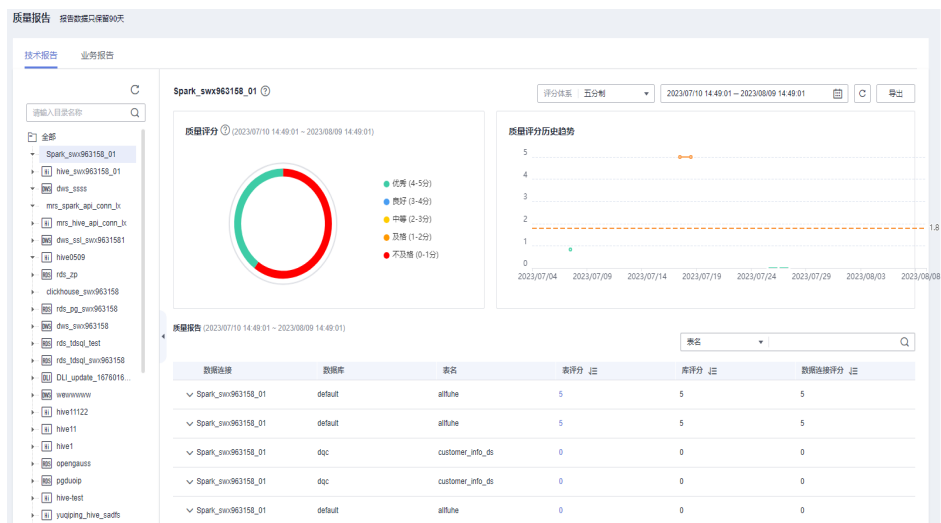 质量报告 报告数据只保留90天
技术报告 业务报告
请输入目录名称
全部
Spark_swx963158_01
hive_swx963158_01
dws_ssss
mrs_spark_api_conn_lx
mrs_hive_api_conn_lx
dws_ssl_swx9631581
hive0509
rds_zp
clickhouse_swx963158
rds_pg_swx963158
dws_swx963158
rds_tdsql_test
rds_tdsql_swx963158
DLI_update_1676016...
wewwwww
hive11122
hive11
hive1
opengauss
pgduoip
hive-test
yuqiping_hive_sadfs
Spark_swx963158_01
评分体系 五分制 2023/07/10 14:49:01 – 2023/08/09 14:49:01 导出
质量评分 (2023/07/10 14:49:01 – 2023/08/09 14:49:01)
优秀 (4-5分)
良好 (3-4分)
中等 (2-3分)
及格 (1-2分)
不及格 (0-1分)
质量评分历史趋势
5
4
3
2
1.8
1
0
2023/07/04 2023/07/09 2023/07/14 2023/07/19 2023/07/24 2023/07/29 2023/08/03 2023/08/08
质量报告 (2023/07/10 14:49:01 – 2023/08/09 14:49:01)
表名
数据连接 数据库 表名 表评分 库评分 数据连接评分
Spark_swx963158_01 default allfuhe 5 5 5
Spark_swx963158_01 default allfuhe 5 5 5
Spark_swx963158_01 dqc customer_info_ds 0 0 0
Spark_swx963158_01 dqc customer_info_ds 0 0 0
Spark_swx963158_01 default allfuhe 0 0 0